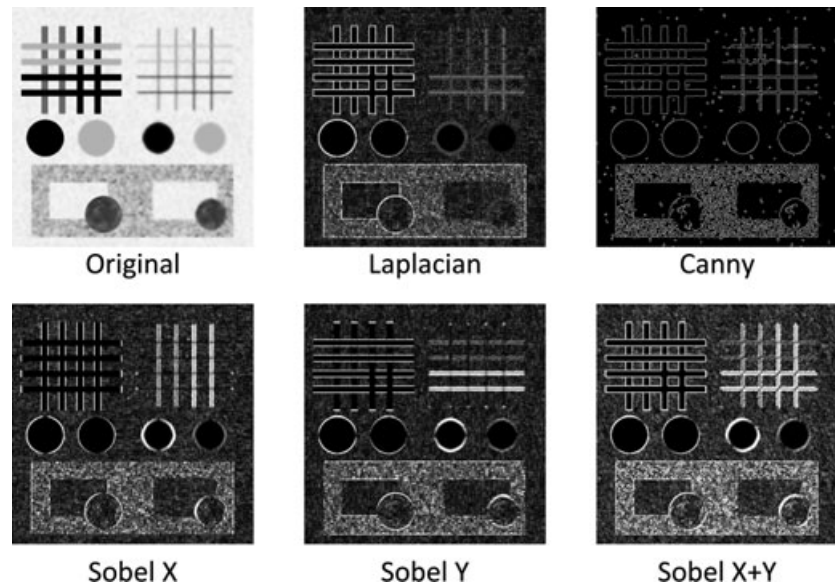 Original
Laplacian
Canny
Sobel X
Sobel Y
Sobel X+Y